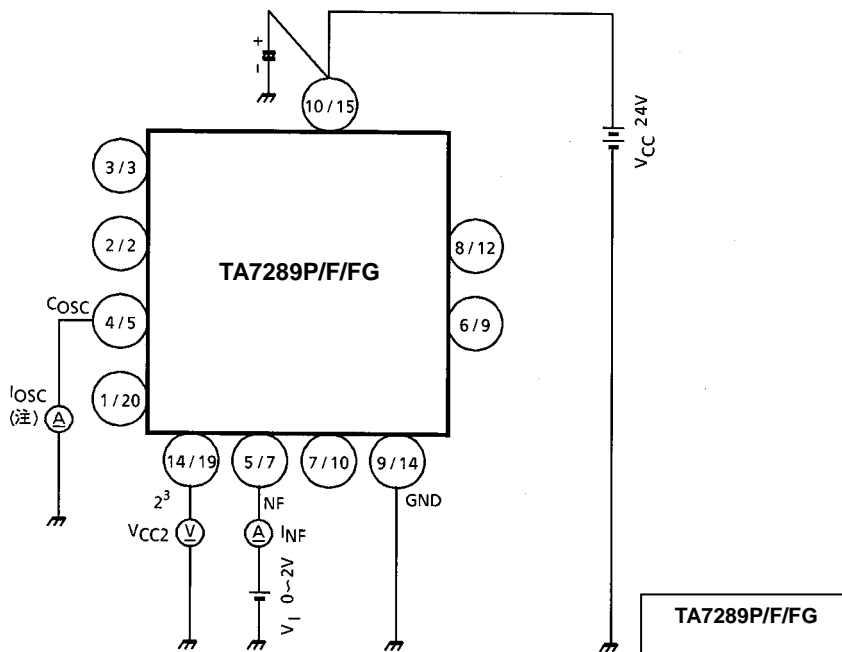 +
-
10 / 15
VCC 24V
3 / 3
2 / 2
TA7289P/F/FG
8 / 12
COSC
4 / 5
6 / 9
IOSC
(注)
A
1 / 20
14 / 19
5 / 7
7 / 10
9 / 14
2³
NF
GND
VCC2
V
A
INF
VI 0~2V
TA7289P/F/FG